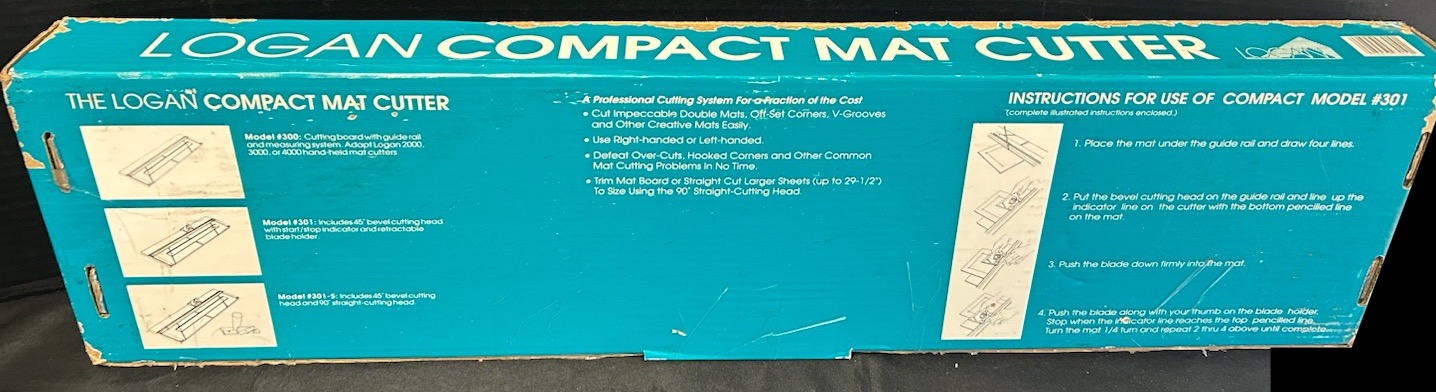 LOGAN COMPACT MAT CUTTER
LOGAN
THE LOGAN COMPACT MAT CUTTER
Model #300: Cutting board with guide rail
and measuring system. Adapt Logan 2000,
3000, or 4000 hand-held mat cutters
Model #301: Includes 45° bevel cutting head
with start/stop indicator and retractable
blade holder.
Model #301-S: Includes 45° bevel cutting
head and 90° straight-cutting head.
A Professional Cutting System For a Fraction of the Cost
• Cut Impeccable Double Mats, Off-Set Corners, V-Grooves
and Other Creative Mats Easily.
• Use Right-handed or Left-handed.
• Defeat Over-Cuts, Hooked Corners and Other Common
Mat Cutting Problems In No Time.
• Trim Mat Board or Straight Cut Larger Sheets (up to 29-1/2")
To Size Using the 90° Straight-Cutting Head.
INSTRUCTIONS FOR USE OF COMPACT MODEL #301
(complete illustrated instructions enclosed.)
1. Place the mat under the guide rail and draw four lines.
2. Put the bevel cutting head on the guide rail and line up the
indicator line on the cutter with the bottom pencilled line
on the mat.
3. Push the blade down firmly into the mat.
4. Push the blade along with your thumb on the blade holder.
Stop when the indicator line reaches the top pencilled line.
Turn the mat 1/4 turn and repeat 2 thru 4 above until complete.